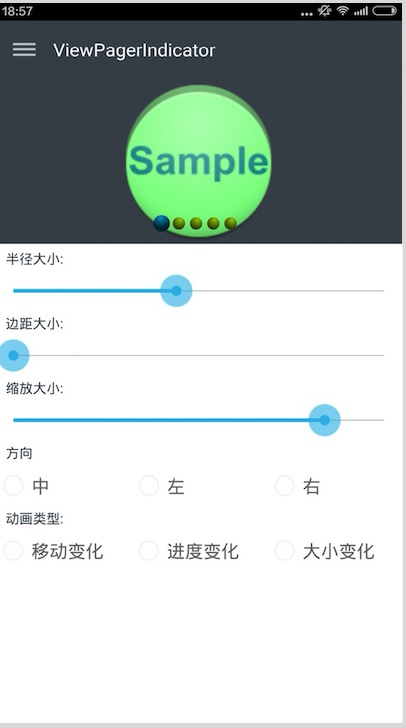 18:57
ViewPagerIndicator
Sample
半径大小:
边距大小:
缩放大小:
方向
中 左 右
动画类型:
移动变化 进度变化 大小变化